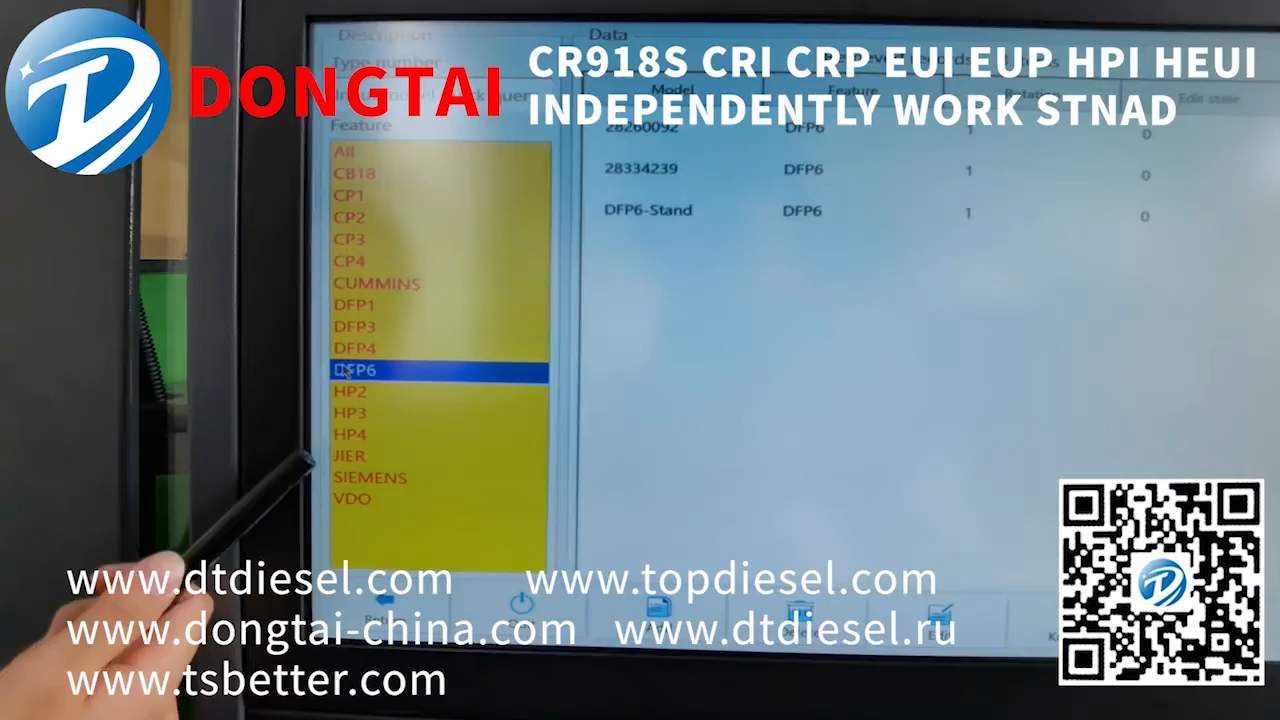 DONGTAI
CR918S CRI CRP EUI EUP HPI HEUI
INDEPENDENTLY WORK STNAD
Description
Data
Type number
Model
Feature
Rotation
Edit state
Feature
All
CB18
CP1
CP2
CP3
CP4
CUMMINS
DFP1
DFP3
DFP4
DFP6
HP2
HP3
HP4
JIER
SIEMENS
VDO
28260092 DFP6 1 0
28334239 DFP6 1 0
DFP6-Stand DFP6 1 0
www.dtdiesel.com www.topdiesel.com
www.dongtai-china.com www.dtdiesel.ru
www.tsbetter.com